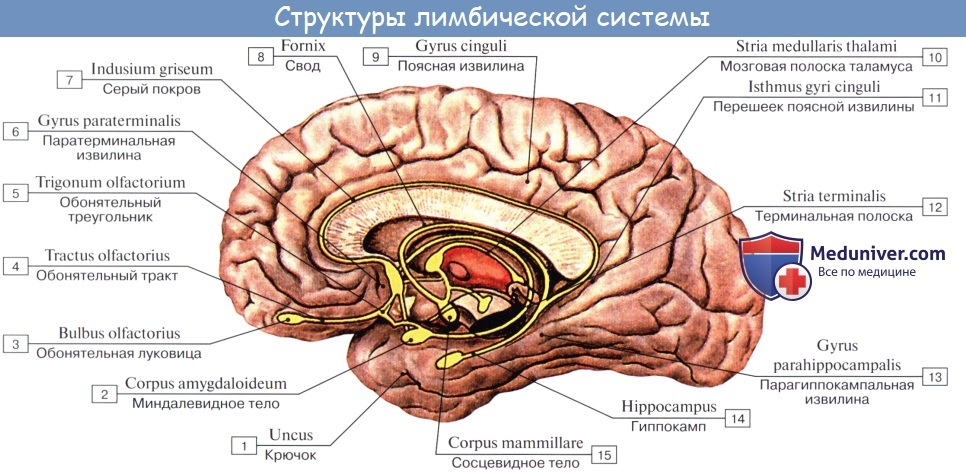 Структуры лимбической системы
8
Fornix
Свод
9
Gyrus cinguli
Поясная извилина
Stria medullaris thalami
10
Мозговая полоска таламуса
7
Indusium griseum
Серый покров
Isthmus gyri cinguli
11
Перешеек поясной извилины
6
Gyrus paraterminalis
Паратерминальная
извилина
5
Trigonum olfactorium
Обонятельный
треугольник
Stria terminalis
12
Терминальная полоска
4
Tractus olfactorius
Обонятельный тракт
Meduniver.com
Все по медицине
3
Bulbus olfactorius
Обонятельная луковица
Gyrus
parahippocampalis
13
Парагиппокампальная
извилина
2
Corpus amygdaloideum
Миндалевидное тело
Hippocampus
14
Гиппокамп
1
Uncus
Крючок
Corpus mammillare
15
Сосцевидное тело